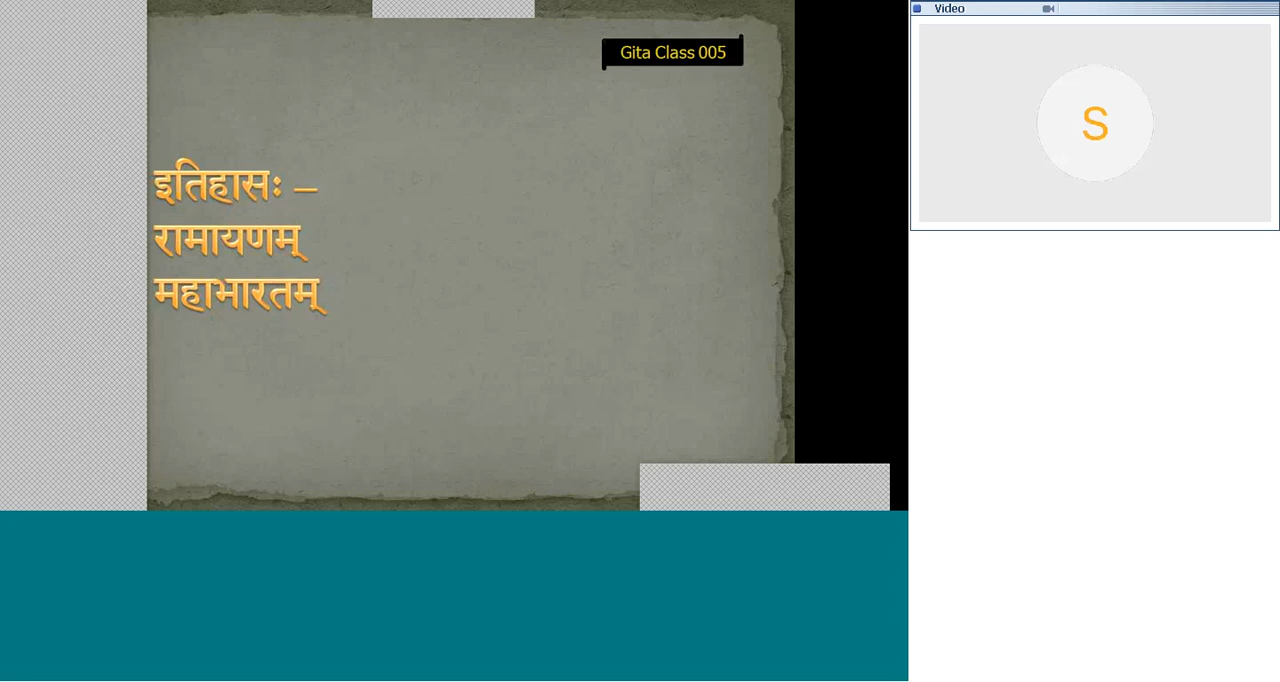 Video
Gita Class 005
S
इतिहासः –
रामायणम्
महाभारतम्